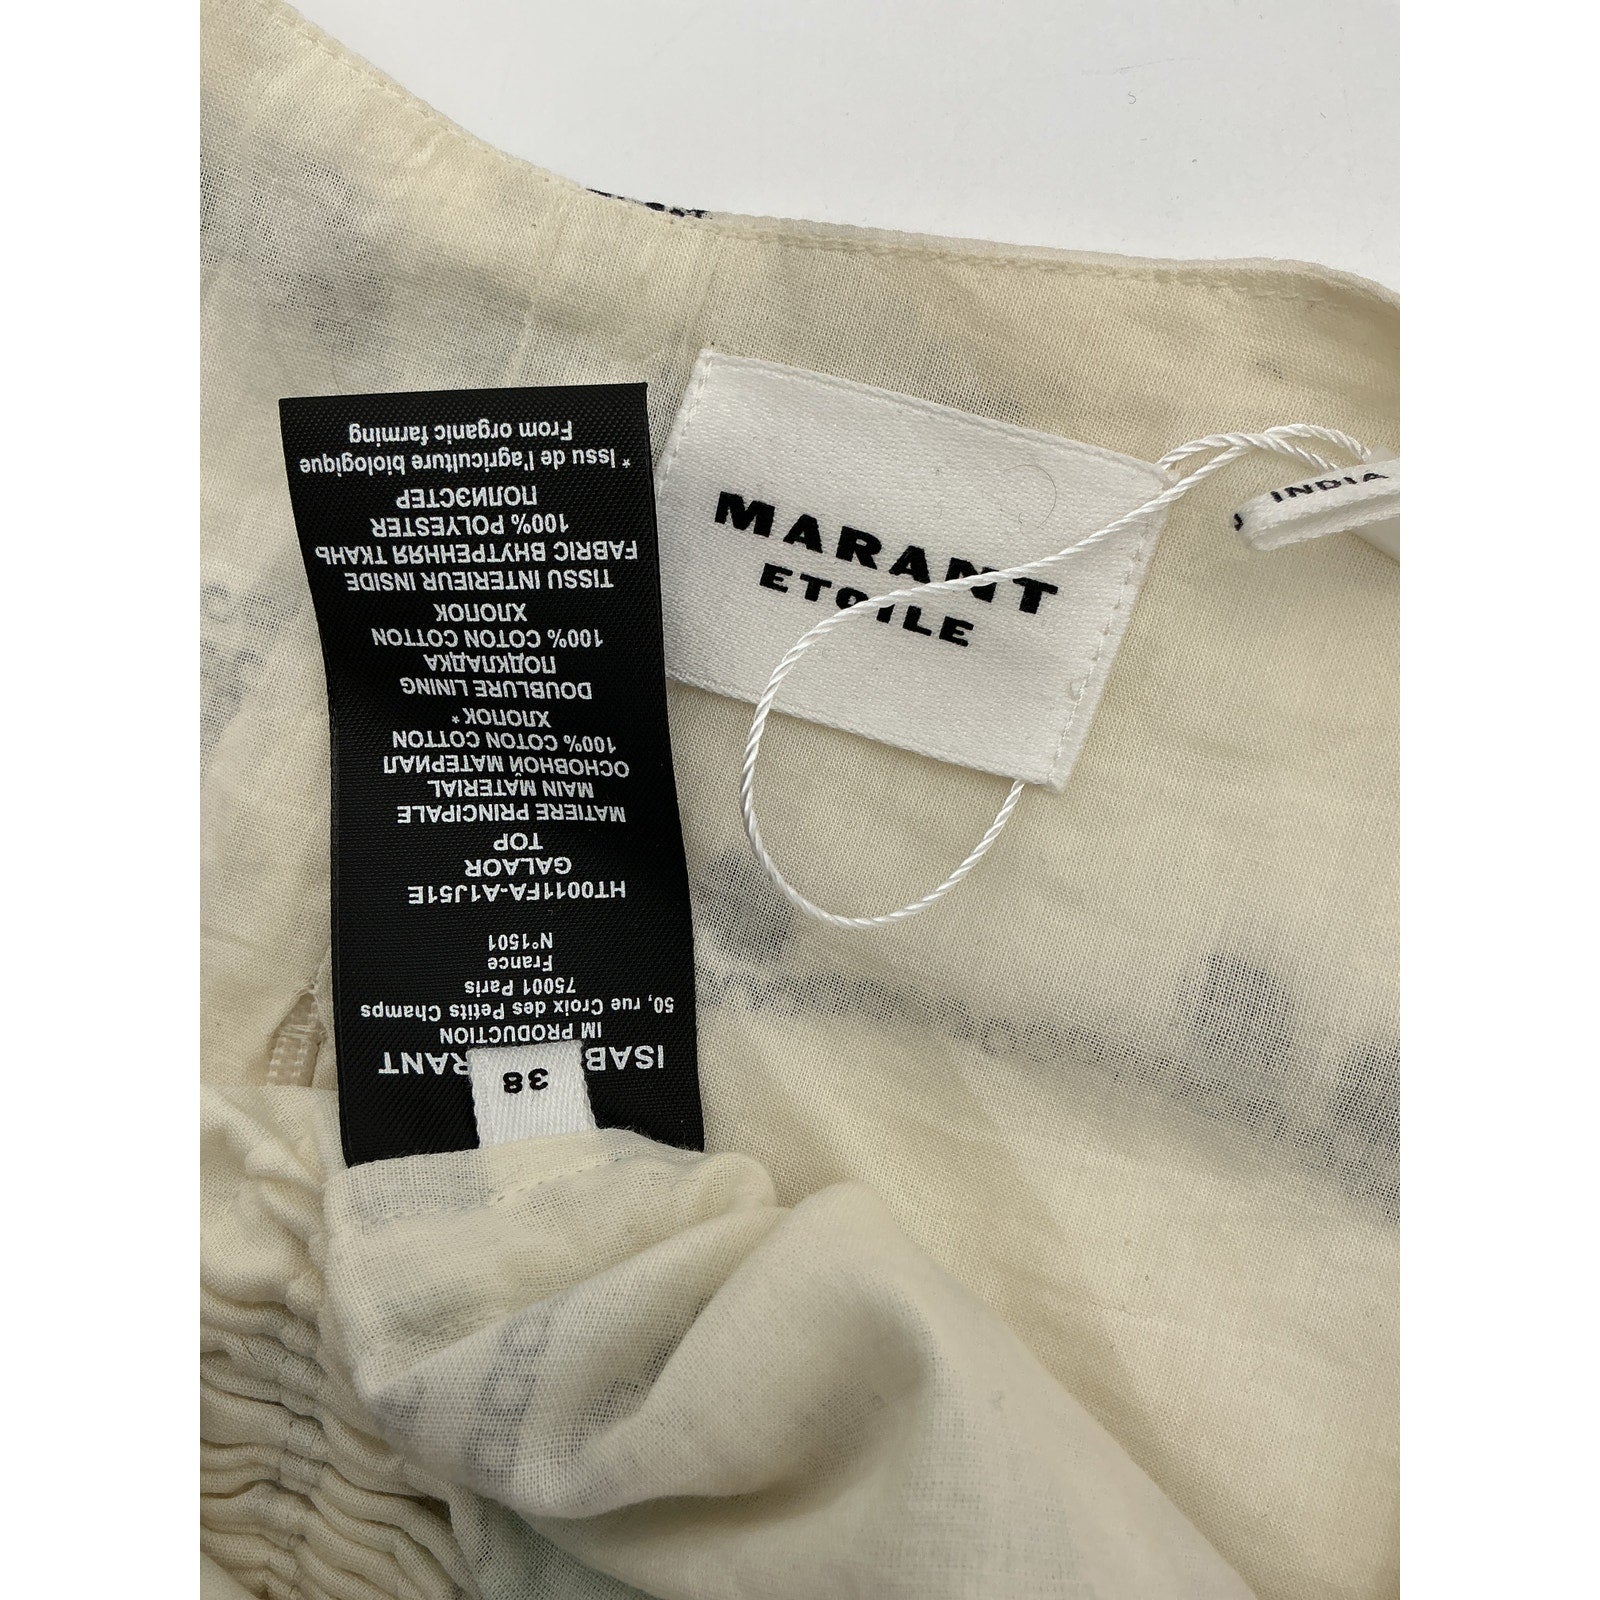 MARANT
ETOILE
INDIA
38
IM PRODUCTION
50, rue Croix des Petits Champs
75001 Paris
France
N°1501
HT0011FA-A1J51E
GALAOR
TOP
MATIERE PRINCIPALE
MAIN MATERIAL
ОСНОВНОЙ МАТЕРИАЛ
100% COTON COTTON
ХЛОПОК *
DOUBLURE LINING
ПОДКЛАДКА
100% COTON COTTON
ХЛОПОК
TISSU INTERIEUR INSIDE
FABRIC ВНУТРЕННЯЯ ТКАНЬ
100% POLYESTER
ПОЛИЭСТЕР
* Issu de l'agriculture biologique
From organic farming